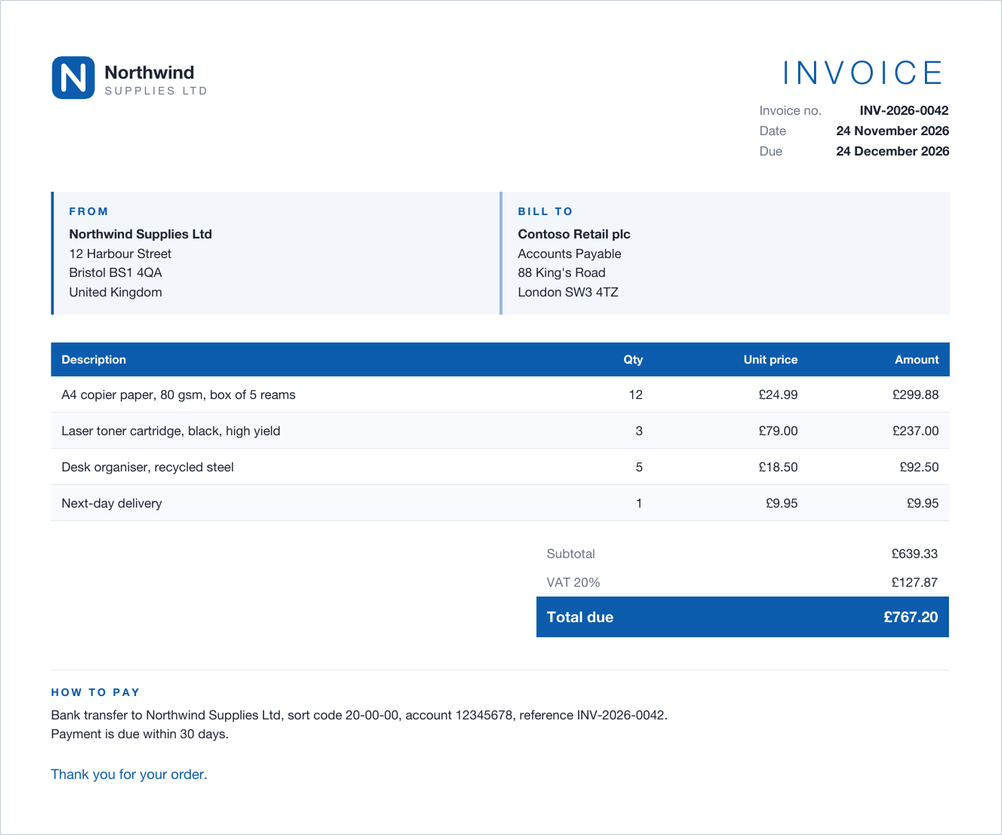 N Northwind
SUPPLIES LTD
INVOICE
Invoice no. INV-2026-0042
Date 24 November 2026
Due 24 December 2026
FROM
Northwind Supplies Ltd
12 Harbour Street
Bristol BS1 4QA
United Kingdom
BILL TO
Contoso Retail plc
Accounts Payable
88 King's Road
London SW3 4TZ
Description Qty Unit price Amount
A4 copier paper, 80 gsm, box of 5 reams 12 £24.99 £299.88
Laser toner cartridge, black, high yield 3 £79.00 £237.00
Desk organiser, recycled steel 5 £18.50 £92.50
Next-day delivery 1 £9.95 £9.95
Subtotal £639.33
VAT 20% £127.87
Total due £767.20
HOW TO PAY
Bank transfer to Northwind Supplies Ltd, sort code 20-00-00, account 12345678, reference INV-2026-0042.
Payment is due within 30 days.
Thank you for your order.